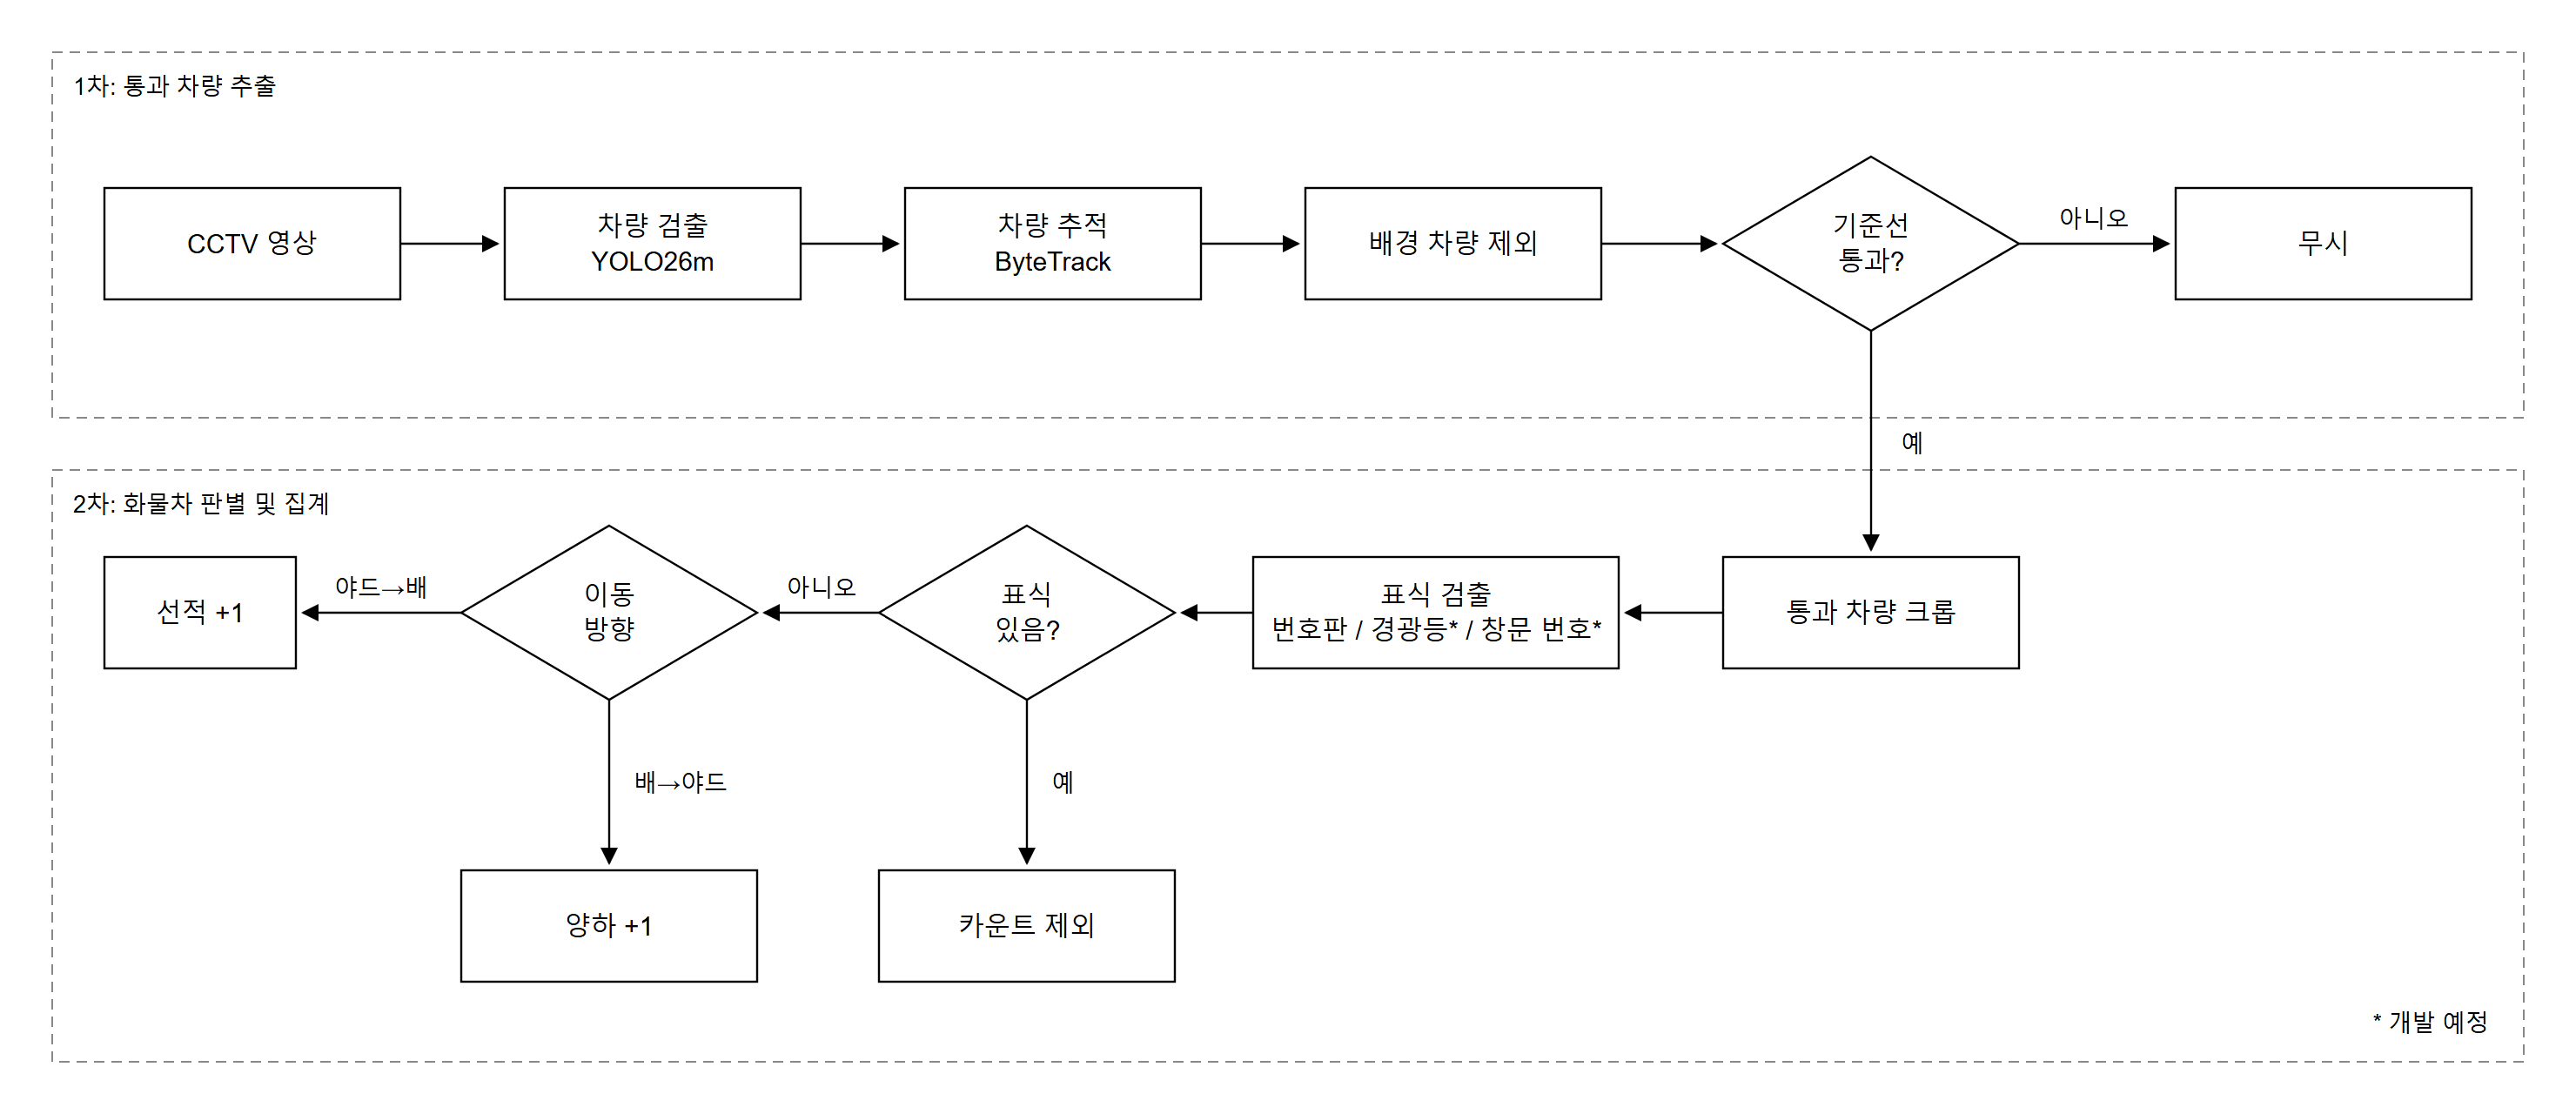 1차: 통과 차량 추출
CCTV 영상
차량 검출
YOLO26m
차량 추적
ByteTrack
배경 차량 제외
기준선
통과?
아니오
무시
예
2차: 화물차 판별 및 집계
통과 차량 크롭
표식 검출
번호판 / 경광등* / 창문 번호*
표식
있음?
아니오
이동
방향
야드→배
선적 +1
배→야드
예
양하 +1
카운트 제외
* 개발 예정